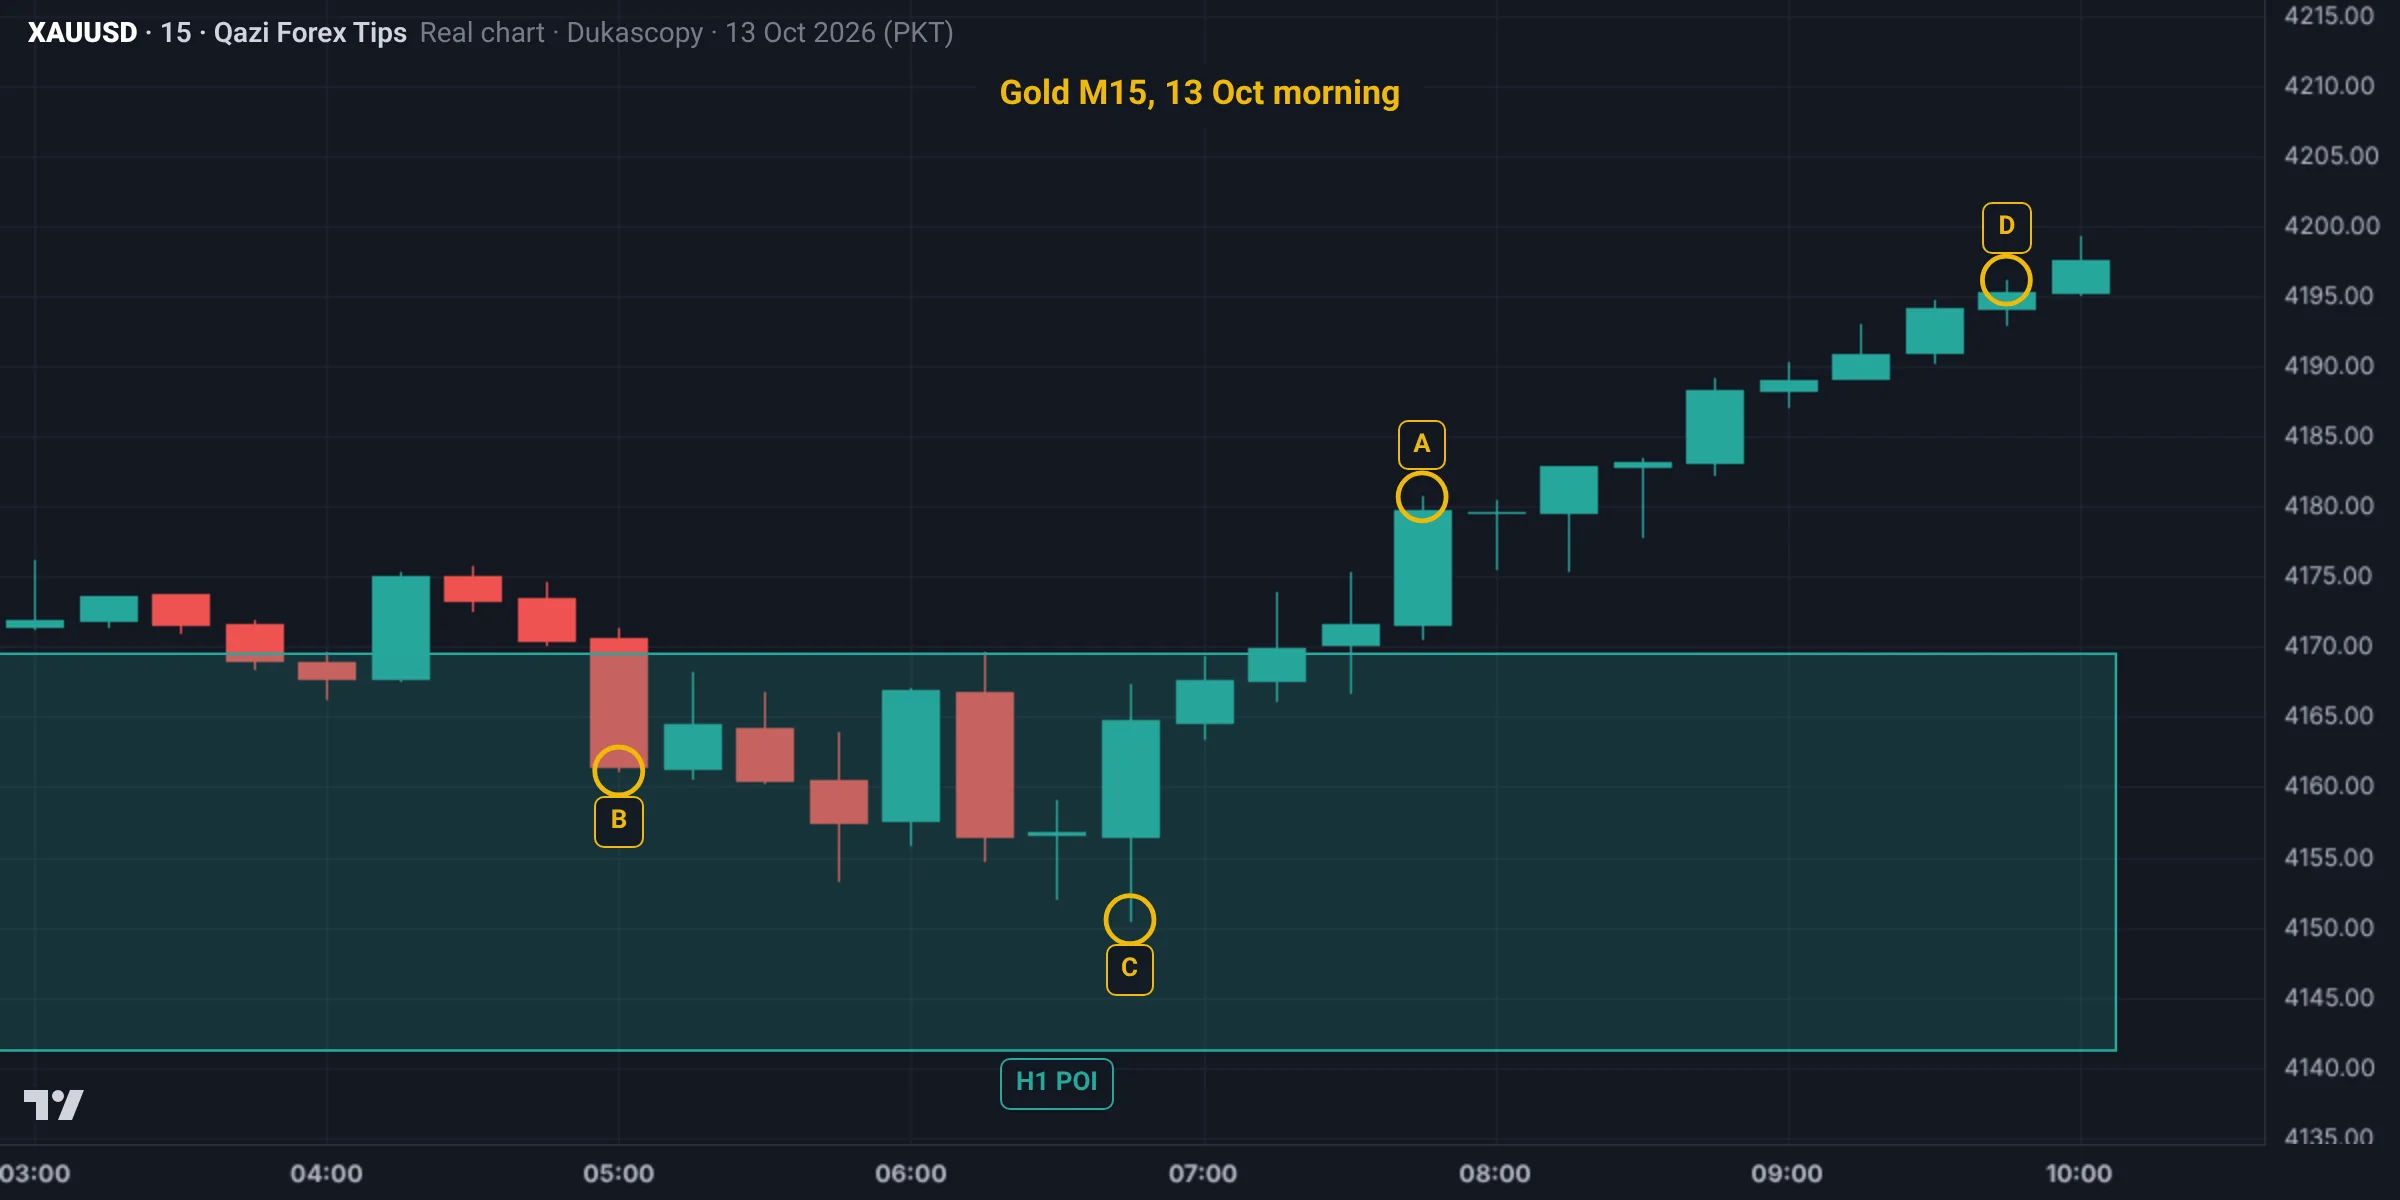 XAUUSD · 15 · Qazi Forex Tips Real chart · Dukascopy · 13 Oct 2026 (PKT)
Gold M15, 13 Oct morning
4215.00
4210.00
4205.00
4200.00
4195.00
4190.00
4185.00
4180.00
4175.00
4170.00
4165.00
4160.00
4155.00
4150.00
4145.00
4140.00
4135.00
D
A
B
C
H1 POI
03:00 04:00 05:00 06:00 07:00 08:00 09:00 10:00